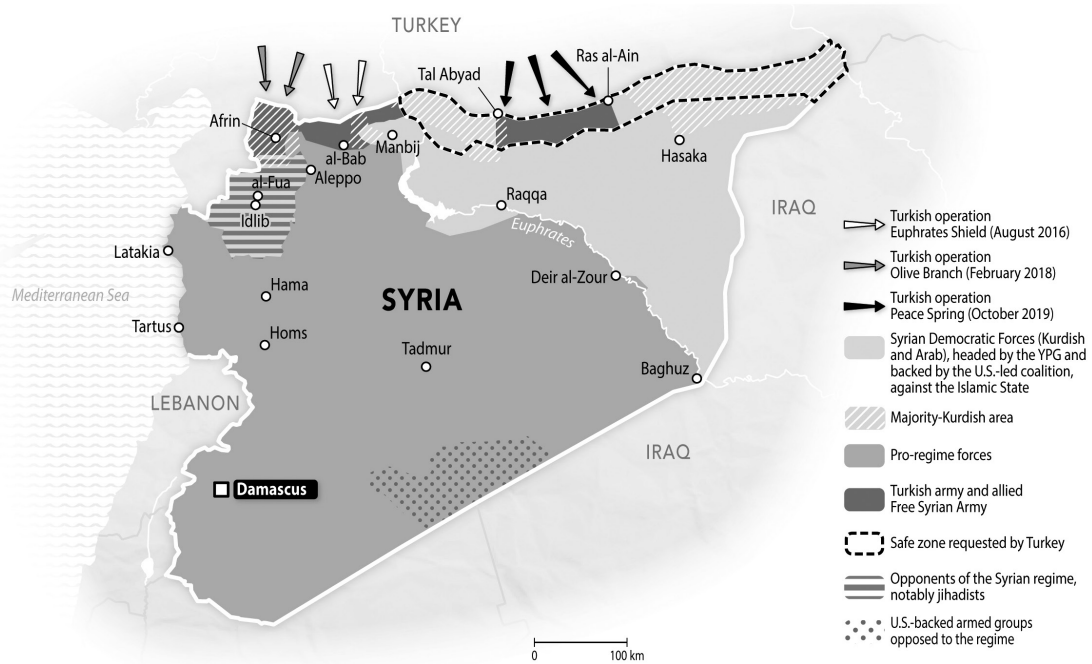 TURKEY
IRAQ
Ras al-Ain
Tal Abyad
Afrin
Manbij
al-Bab
Hasaka
Aleppo
al-Fua
Idlib
Raqqa
Euphrates
IRAQ
Latakia
Deir al-Zour
Hama
Mediterranean Sea
SYRIA
Tartus
Homs
Tadmur
Baghuz
LEBANON
IRAQ
Damascus
Turkish operation
Euphrates Shield (August 2016)
Turkish operation
Olive Branch (February 2018)
Turkish operation
Peace Spring (October 2019)
Syrian Democratic Forces (Kurdish
and Arab), headed by the YPG and
backed by the U.S.-led coalition,
against the Islamic State
Majority-Kurdish area
Pro-regime forces
Turkish army and allied
Free Syrian Army
Safe zone requested by Turkey
Opponents of the Syrian regime,
notably jihadists
U.S.-backed armed groups
opposed to the regime
0 100 km